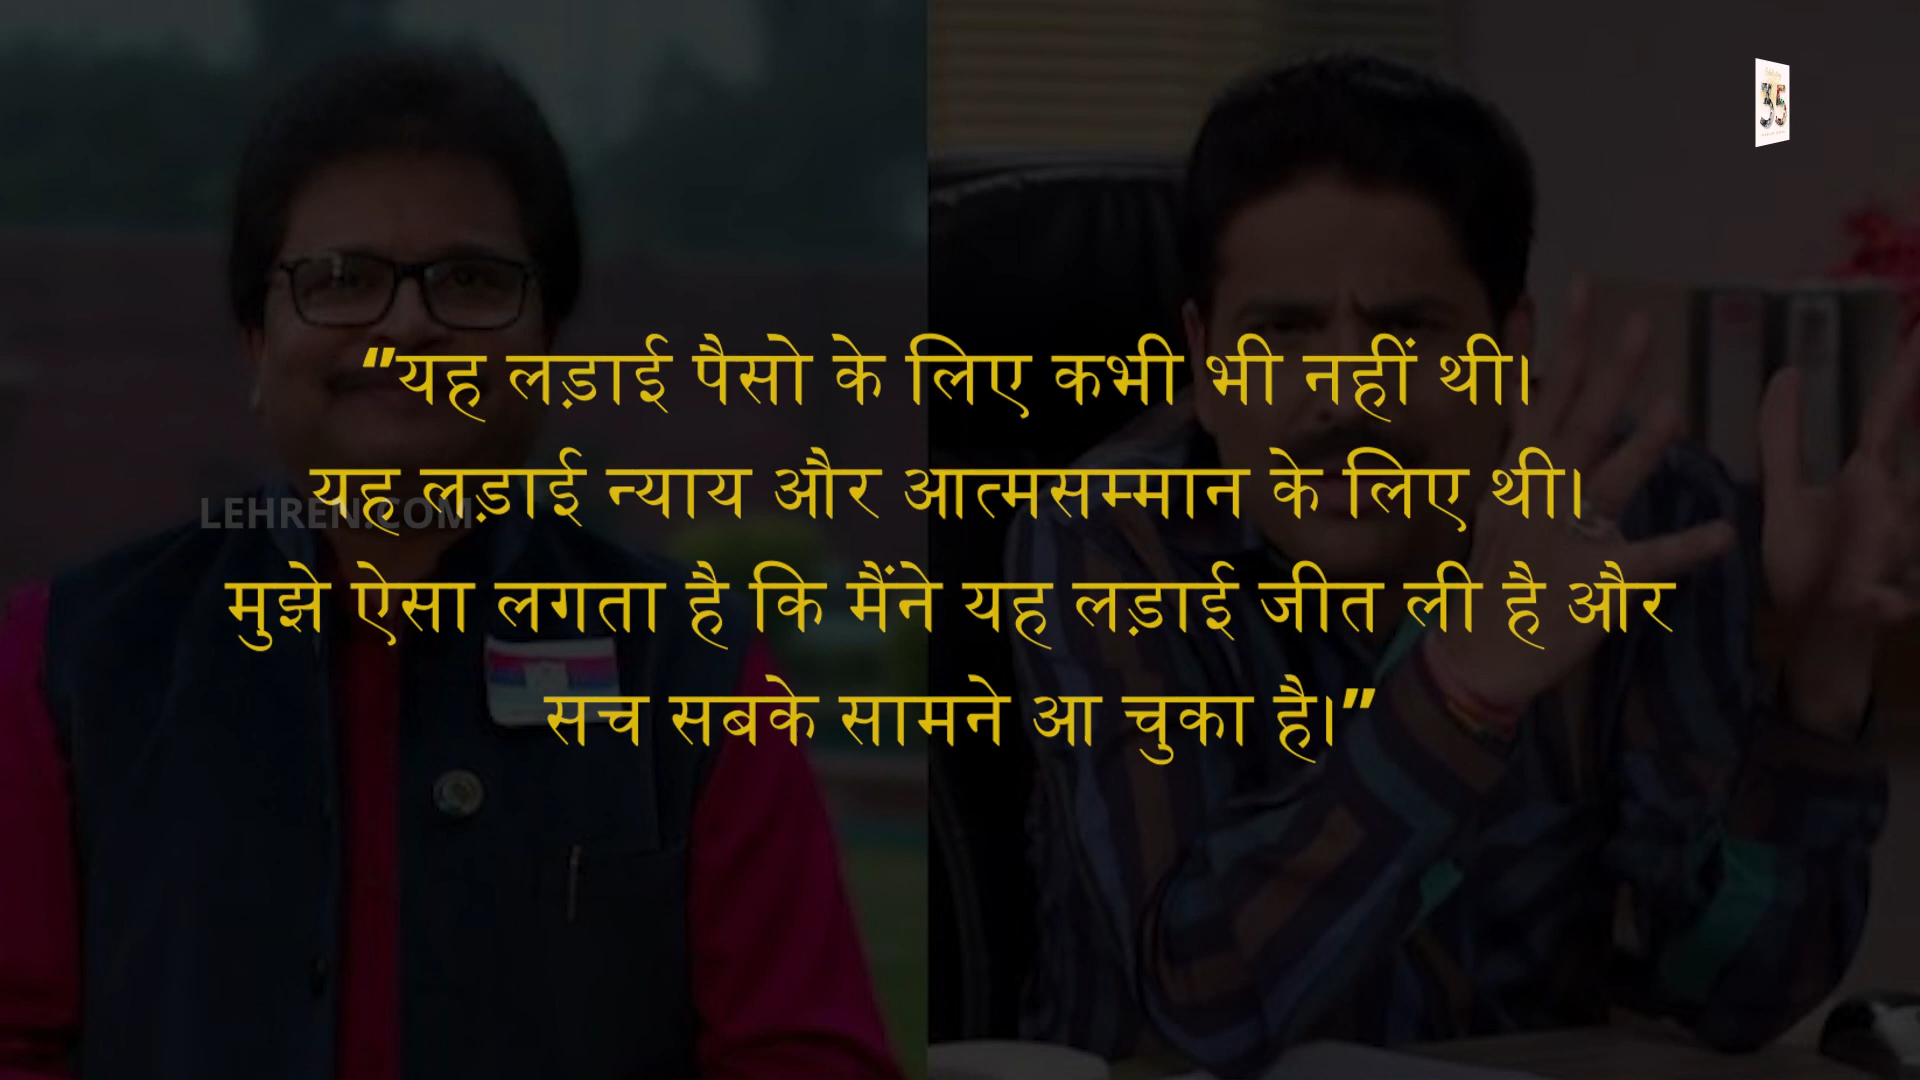 “यह लड़ाई पैसो के लिए कभी भी नहीं थी।
यह लड़ाई न्याय और आत्मसम्मान के लिए थी।
LEHREN.COM
मुझे ऐसा लगता है कि मैंने यह लड़ाई जीत ली है और
सच सबके सामने आ चुका है।”
35